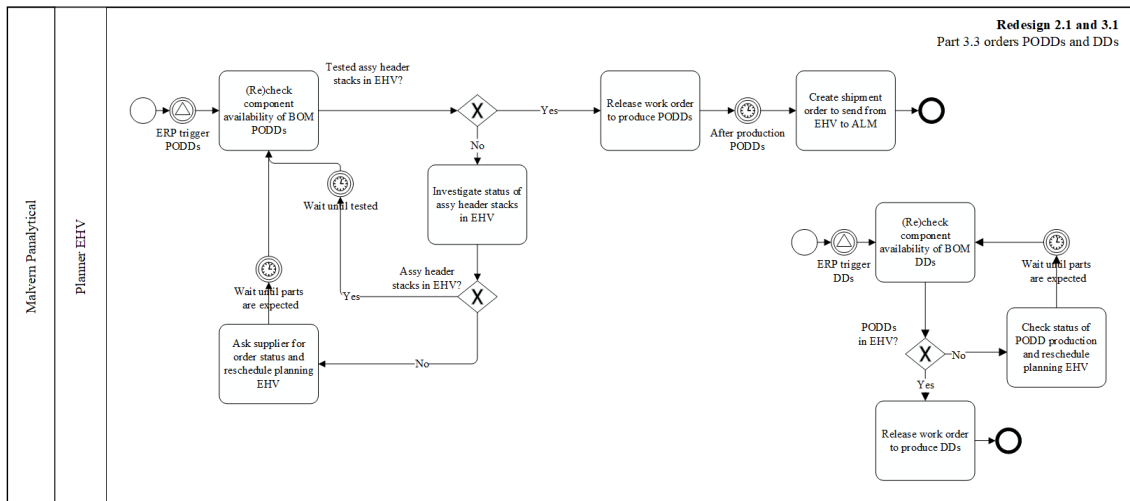 Redesign 2.1 and 3.1
Part 3.3 orders PODDs and DDs
Malvern Panalytical
Planner EHV
ERP trigger
PODDs
(Re)check
component
availability of BOM
PODDs
Tested assy header
stacks in EHV?
Yes
No
Release work order
to produce PODDs
After production
PODDs
Create shipment
order to send from
EHV to ALM
Investigate status of
assy header stacks
in EHV
Wait until tested
Assy header
stacks in EHV?
Yes
No
Wait until parts
are expected
Ask supplier for
order status and
reschedule planning
EHV
ERP trigger
DDs
(Re)check
component
availability of BOM
DDs
Wait until parts
are expected
PODDs
in EHV?
No
Yes
Check status of
PODD production
and reschedule
planning EHV
Release work order
to produce DDs